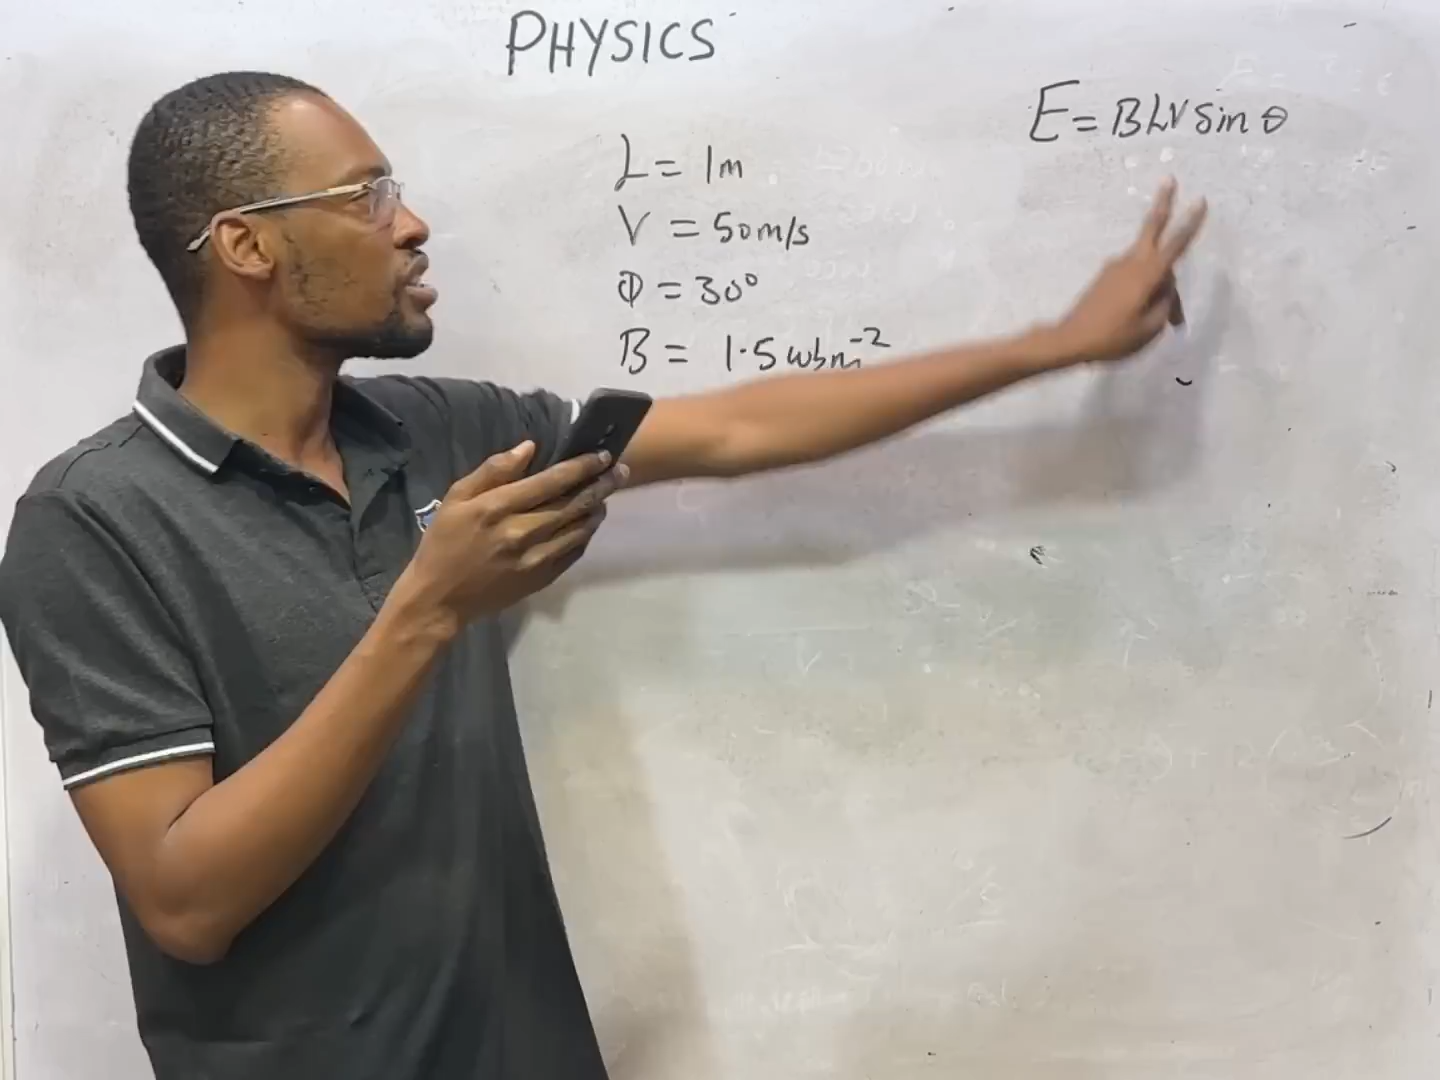 PHYSICS
L = 1m
V = 50m/s
Φ = 30°
B = 1.5 wbm⁻²
E = BLV Sin θ